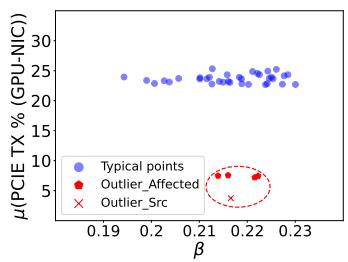 μ(PCIE TX % (GPU-NIC))
30
25
20
15
10
5
Typical points
Outlier_Affected
Outlier_Src
0.19 0.2 0.21 0.22 0.23
β